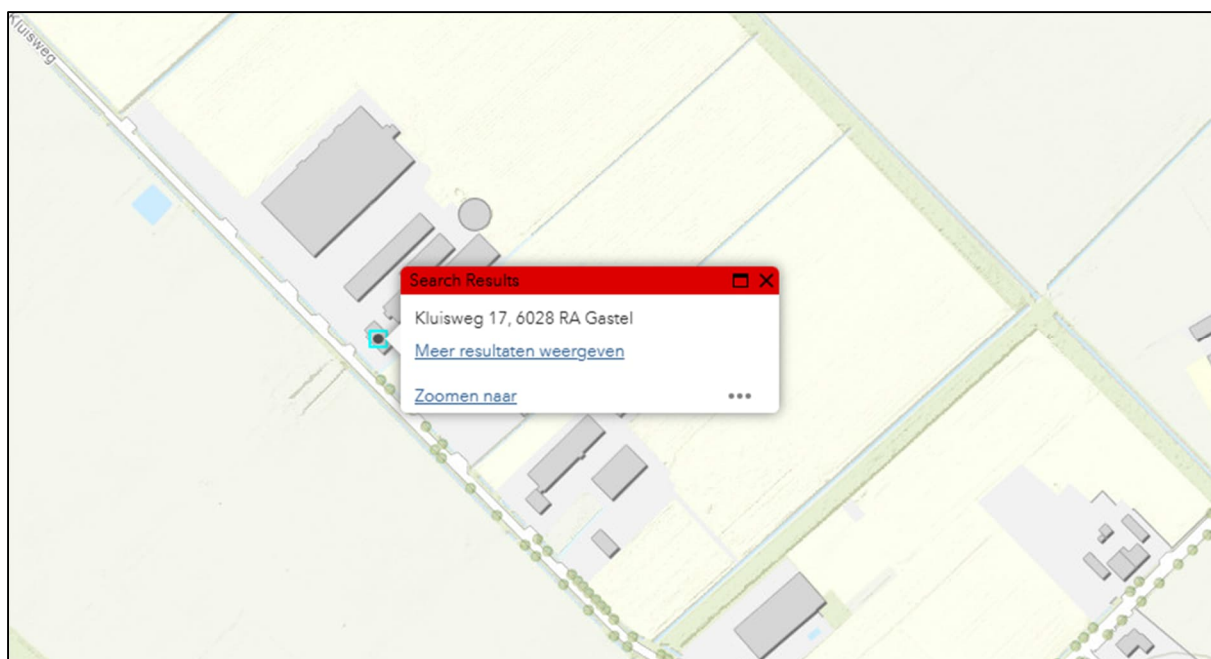 Kluisweg
Search Results
Kluisweg 17, 6028 RA Gastel
Meer resultaten weergeven
Zoomen naar